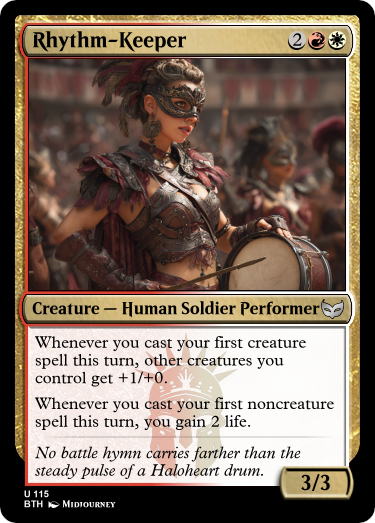 Rhythm-Keeper 2
Creature — Human Soldier Performer
Whenever you cast your first creature
spell this turn, other creatures you
control get +1/+0.
Whenever you cast your first noncreature
spell this turn, you gain 2 life.
No battle hymn carries farther than the
steady pulse of a Haloheart drum.
3/3
U 115
BTH Midjourney